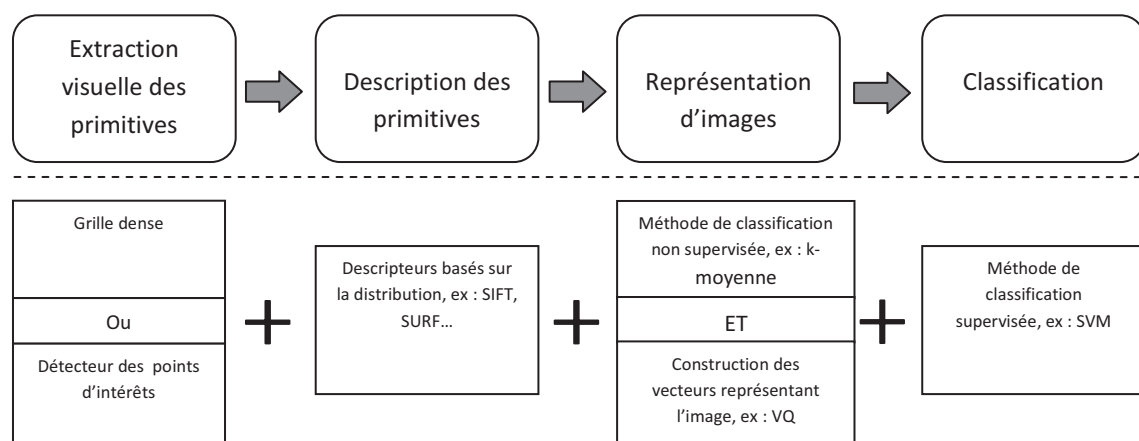 Extraction
visuelle des
primitives
Description des
primitives
Représentation
d’images
Classification
Grille dense
Ou
Détecteur des points
d’intérêts
Descripteurs basés sur
la distribution, ex : SIFT,
SURF…
Méthode de classification
non supervisée, ex : k-
moyenne
ET
Construction des
vecteurs représentant
l’image, ex : VQ
Méthode de
classification
supervisée, ex : SVM